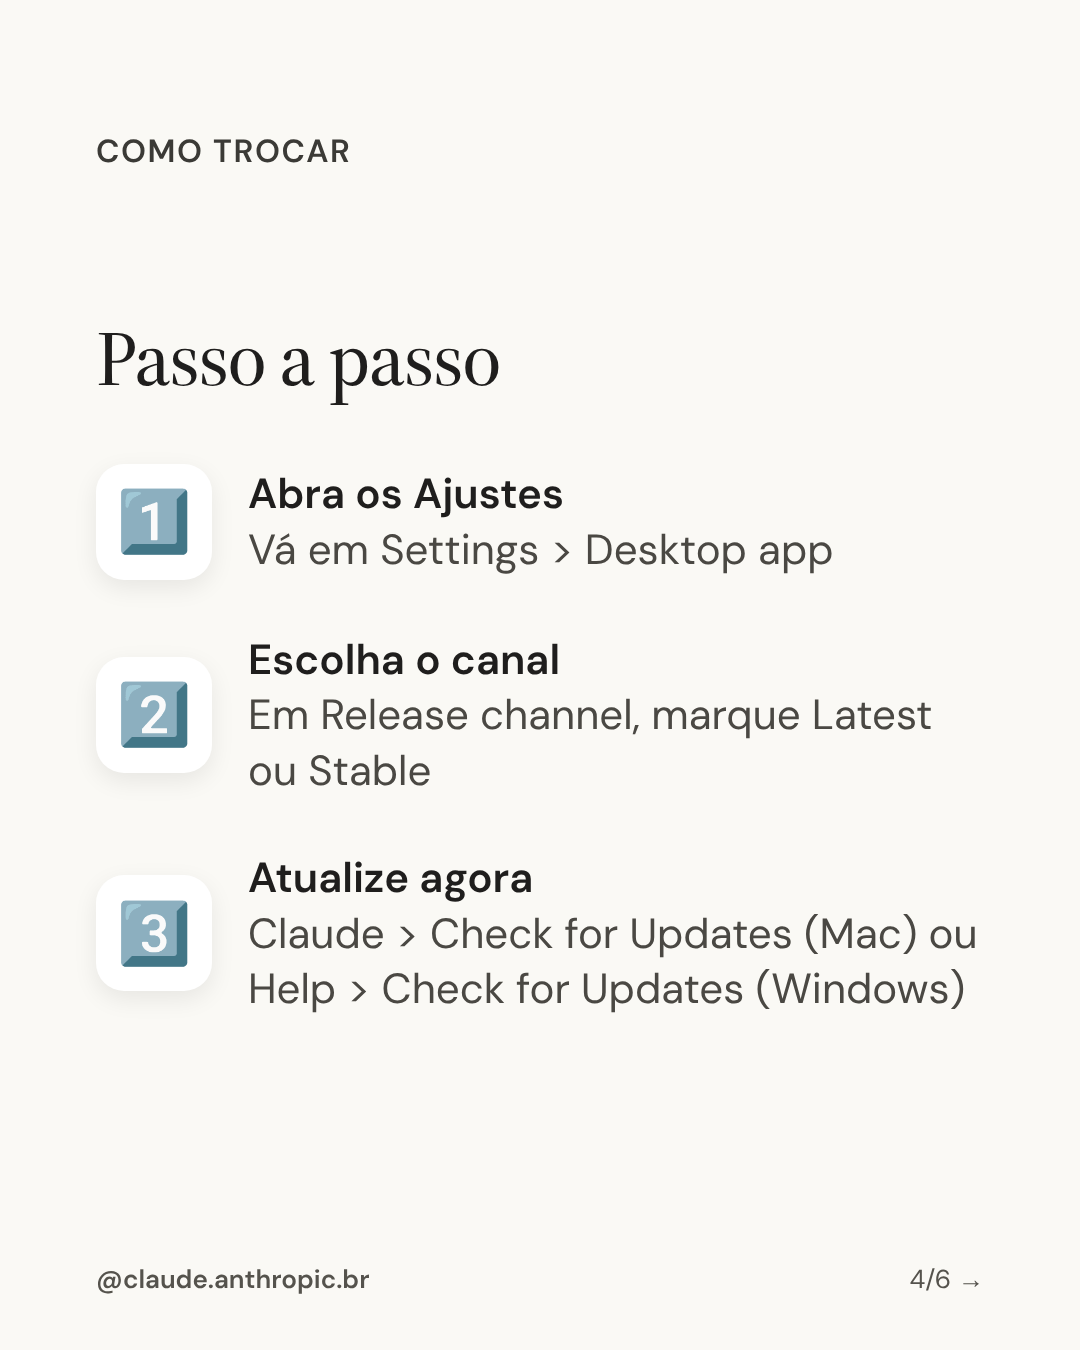 COMO TROCAR
Passo a passo
1
Abra os Ajustes
Vá em Settings > Desktop app
2
Escolha o canal
Em Release channel, marque Latest
ou Stable
3
Atualize agora
Claude > Check for Updates (Mac) ou
Help > Check for Updates (Windows)
@claude.anthropic.br
4/6 →